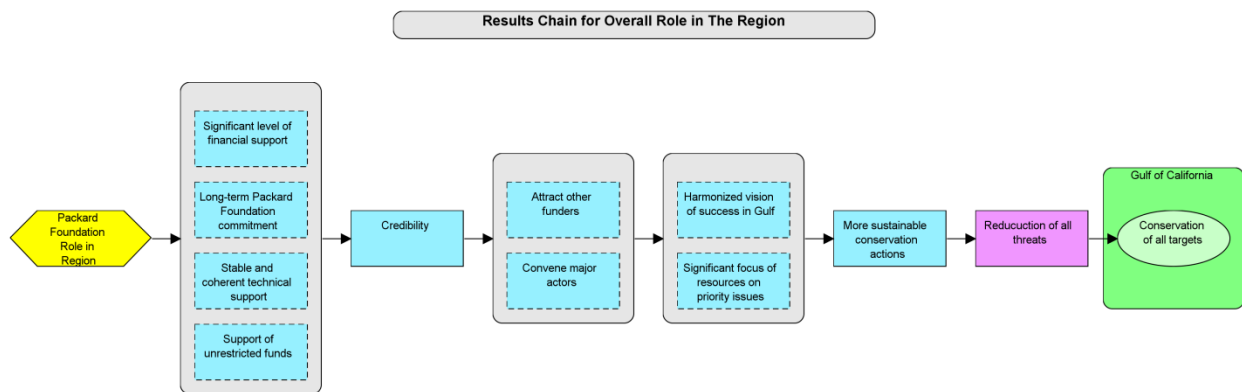 Results Chain for Overall Role in The Region
Packard
Foundation
Role in
Region
Significant level of
financial support
Long-term Packard
Foundation
commitment
Stable and
coherent technical
support
Support of
unrestricted funds
Credibility
Attract other
funders
Convene major
actors
Harmonized vision
of success in Gulf
Significant focus of
resources on
priority issues
More sustainable
conservation
actions
Reducuction of all
threats
Gulf of California
Conservation
of all targets